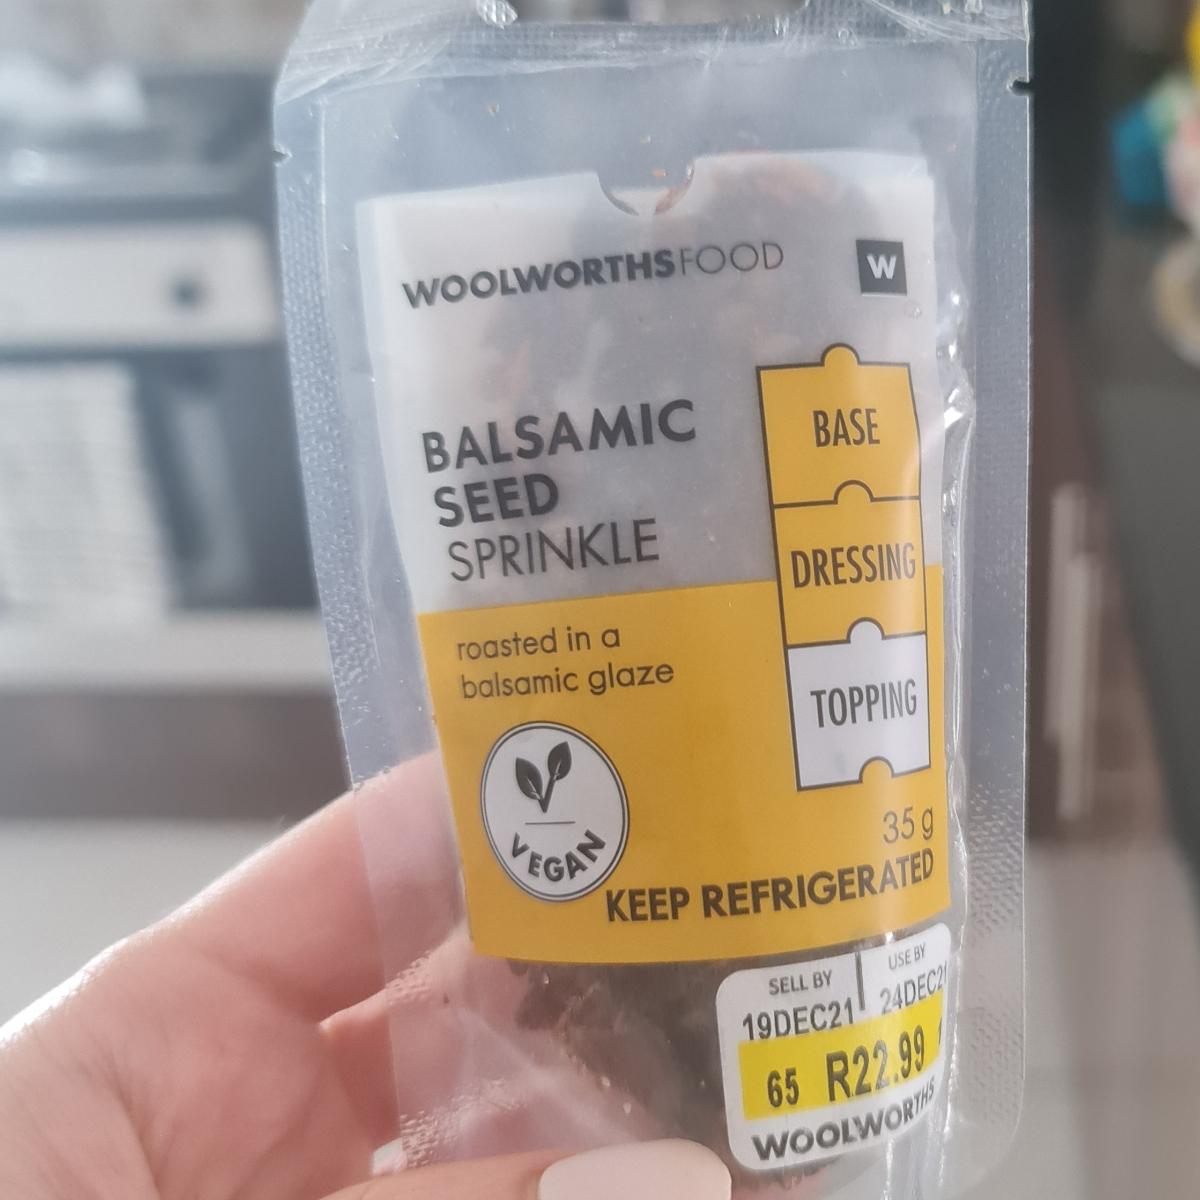 WOOLWORTHSFOOD
W
BALSAMIC
SEED
SPRINKLE
roasted in a
balsamic glaze
VEGAN
BASE
DRESSING
TOPPING
35 g
KEEP REFRIGERATED
SELL BY
19DEC21
USE BY
24DEC21
65 R22.99
WOOLWORTHS